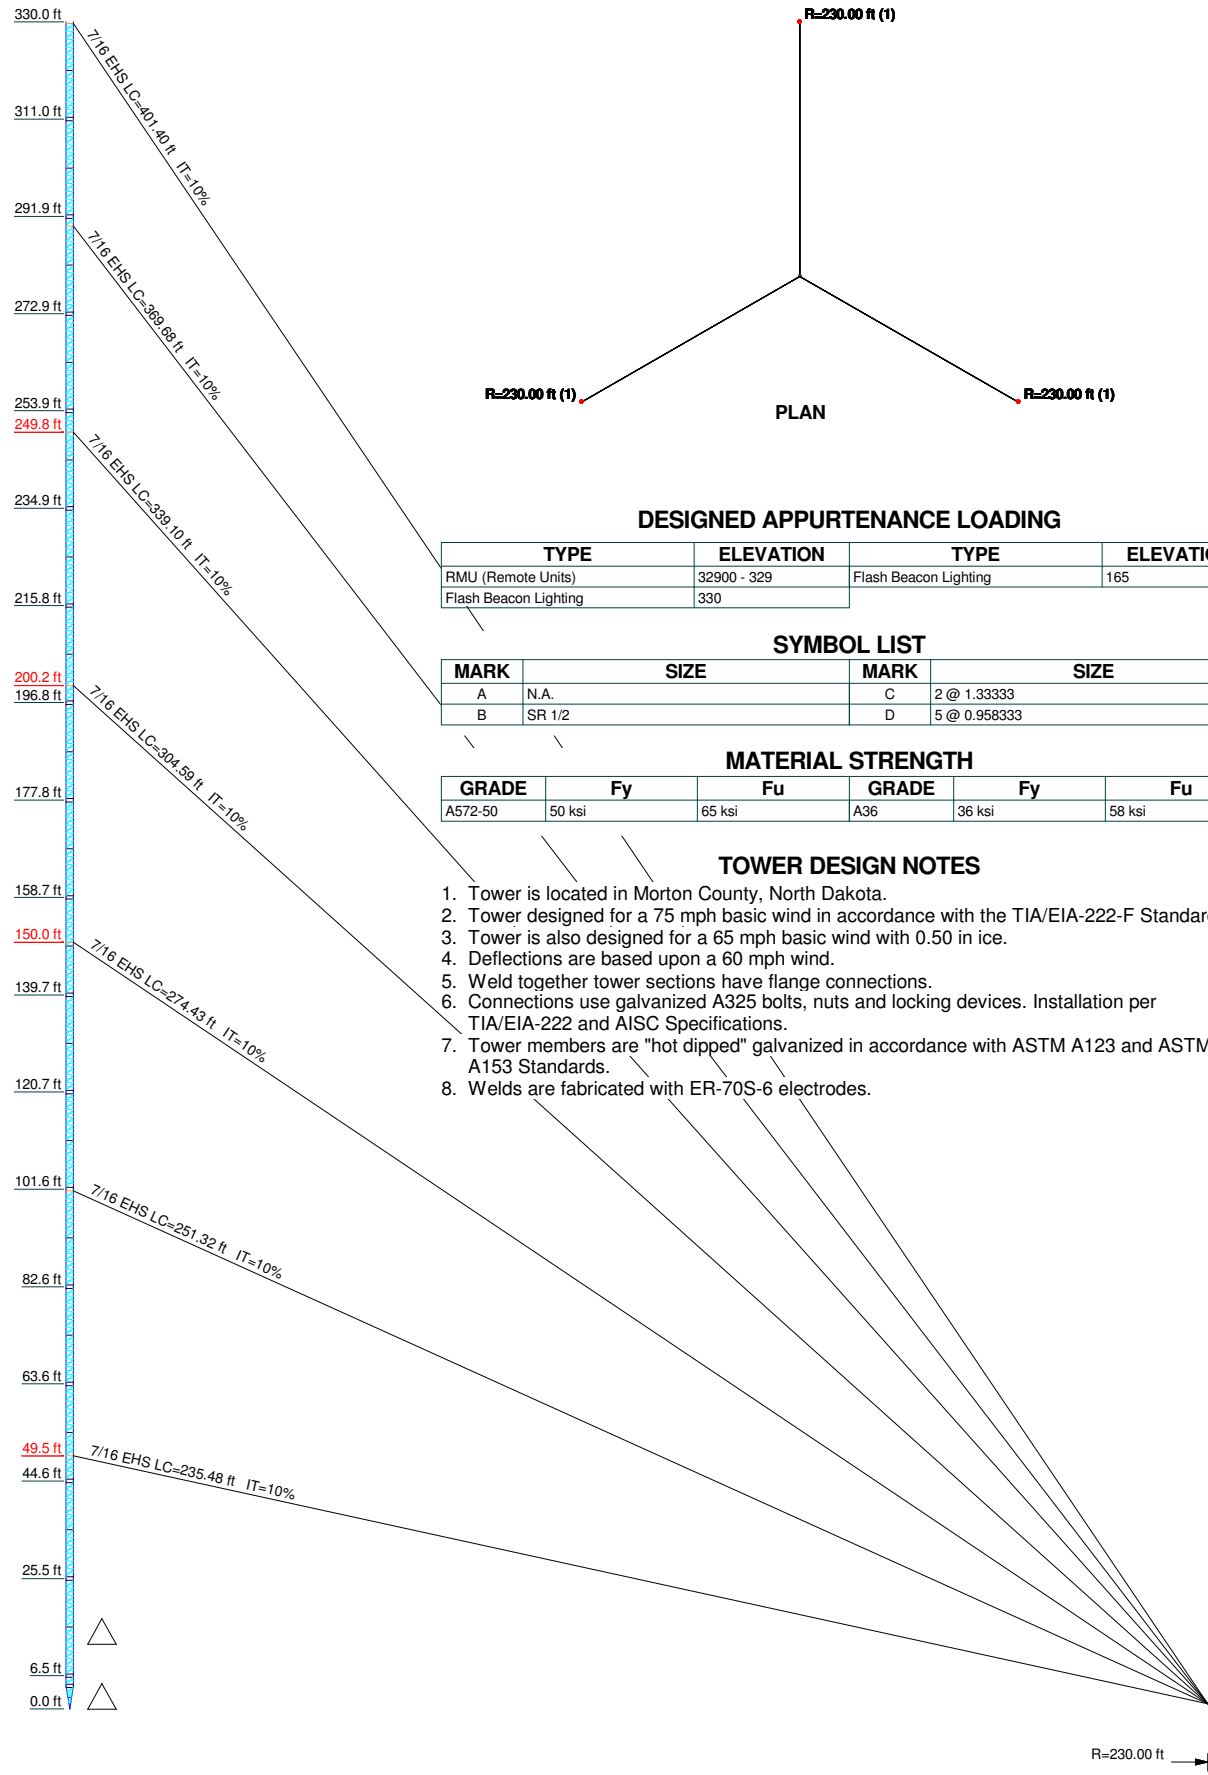 330.0 ft
311.0 ft
291.9 ft
272.9 ft
253.9 ft
249.8 ft
234.9 ft
215.8 ft
200.2 ft
196.8 ft
177.8 ft
158.7 ft
150.0 ft
139.7 ft
120.7 ft
101.6 ft
82.6 ft
63.6 ft
49.5 ft
44.6 ft
25.5 ft
6.5 ft
0.0 ft
7/16 EHS LC=401.40 ft IT=10%
7/16 EHS LC=369.68 ft IT=10%
7/16 EHS LC=339.10 ft IT=10%
7/16 EHS LC=304.59 ft IT=10%
7/16 EHS LC=274.43 ft IT=10%
7/16 EHS LC=251.32 ft IT=10%
7/16 EHS LC=235.48 ft IT=10%
R=230.00 ft (1)
R=230.00 ft (1)
R=230.00 ft (1)
PLAN
DESIGNED APPURTENANCE LOADING
TYPE ELEVATION TYPE ELEVATIO
RMU (Remote Units) 32900 - 329 Flash Beacon Lighting 165
Flash Beacon Lighting 330
SYMBOL LIST
MARK SIZE MARK SIZE
A N.A. C 2 @ 1.33333
B SR 1/2 D 5 @ 0.958333
MATERIAL STRENGTH
GRADE Fy Fu GRADE Fy Fu
A572-50 50 ksi 65 ksi A36 36 ksi 58 ksi
TOWER DESIGN NOTES
1. Tower is located in Morton County, North Dakota.
2. Tower designed for a 75 mph basic wind in accordance with the TIA/EIA-222-F Standar
3. Tower is also designed for a 65 mph basic wind with 0.50 in ice.
4. Deflections are based upon a 60 mph wind.
5. Weld together tower sections have flange connections.
6. Connections use galvanized A325 bolts, nuts and locking devices. Installation per
TIA/EIA-222 and AISC Specifications.
7. Tower members are "hot dipped" galvanized in accordance with ASTM A123 and ASTM
A153 Standards.
8. Welds are fabricated with ER-70S-6 electrodes.
R=230.00 ft